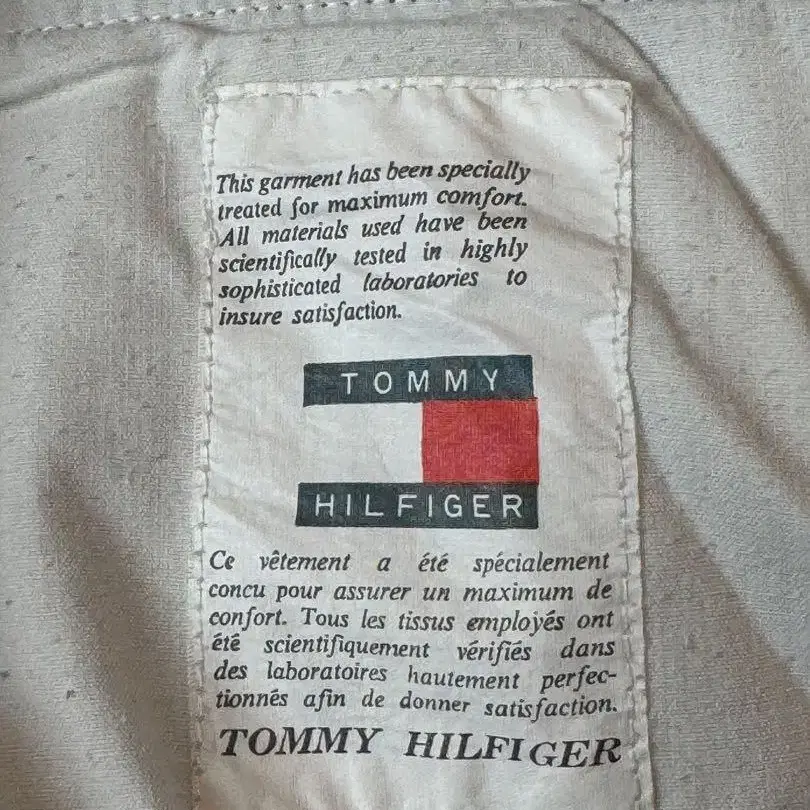 This garment has been specially
treated for maximum comfort.
All materials used have been
scientifically tested in highly
sophisticated laboratories to
insure satisfaction.
TOMMY
HILFIGER
Ce vêtement a été spécialement
concu pour assurer un maximum de
confort. Tous les tissus employés ont
été scientifiquement vérifiés dans
des laboratoires hautement perfec-
tionnés afin de donner satisfaction.
TOMMY HILFIGER